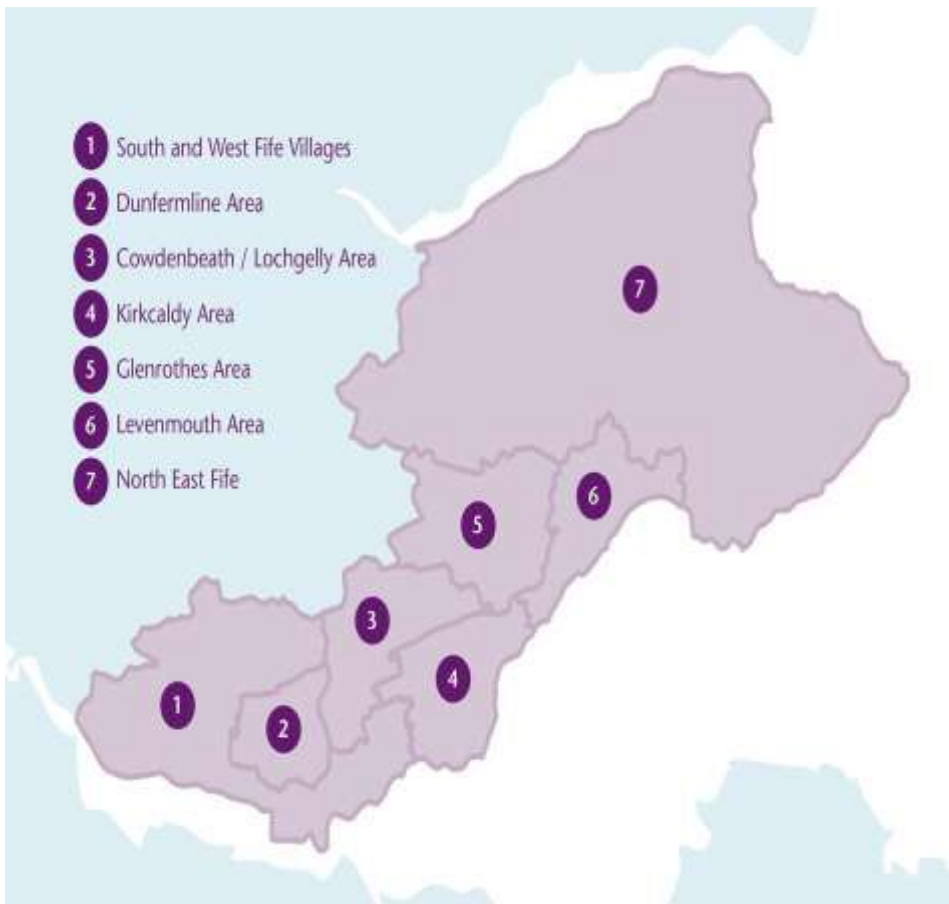 1 South and West Fife Villages
2 Dunfermline Area
3 Cowdenbeath / Lochgelly Area
4 Kirkcaldy Area
5 Glenrothes Area
6 Levenmouth Area
7 North East Fife
7
6
5
3
4
1
2